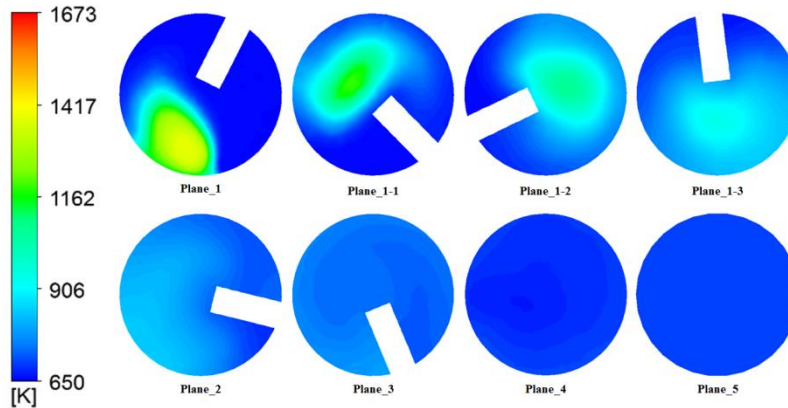 1673
1417
1162
906
650
[K]
Plane_1
Plane_1-1
Plane_1-2
Plane_1-3
Plane_2
Plane_3
Plane_4
Plane_5